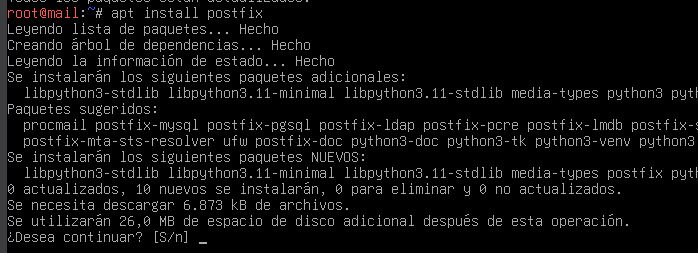 root@mail:~# apt install postfix
Leyendo lista de paquetes... Hecho
Creando árbol de dependencias... Hecho
Leyendo la información de estado... Hecho
Se instalarán los siguientes paquetes adicionales:
libpython3-stdlib libpython3.11-minimal libpython3.11-stdlib media-types python3 pyth
Paquetes sugeridos:
procmail postfix-mysql postfix-pgsql postfix-ldap postfix-pcre postfix-lmdb postfix-s
postfix-mta-sts-resolver ufw postfix-doc python3-doc python3-tk python3-venv python3
Se instalarán los siguientes paquetes NUEVOS:
libpython3-stdlib libpython3.11-minimal libpython3.11-stdlib media-types postfix pyth
0 actualizados, 10 nuevos se instalarán, 0 para eliminar y 0 no actualizados.
Se necesita descargar 6.873 kB de archivos.
Se utilizarán 26,0 MB de espacio de disco adicional después de esta operación.
¿Desea continuar? [S/n] _